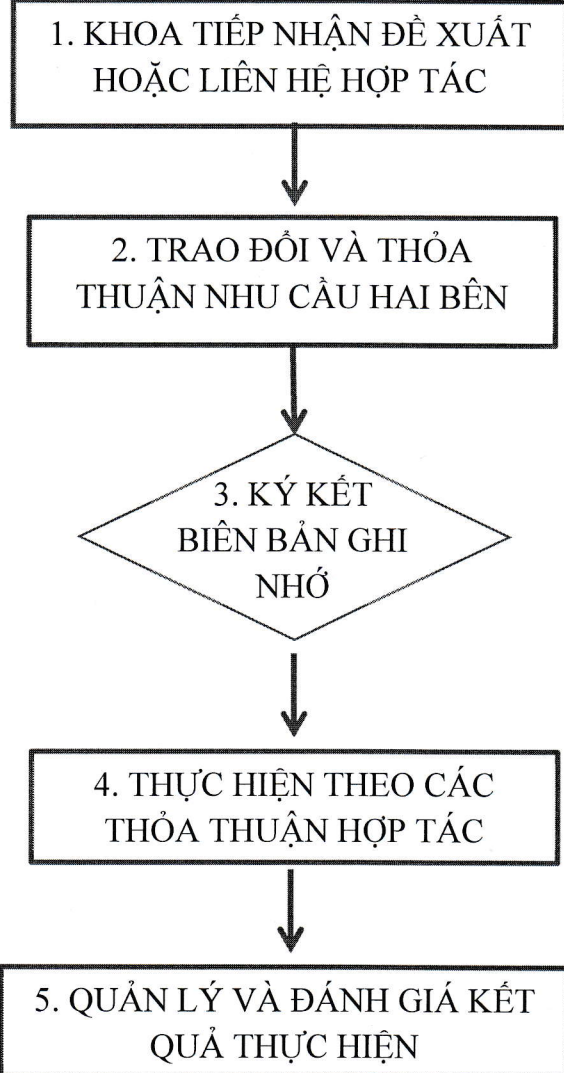 1. KHOA TIẾP NHẬN ĐỀ XUẤT
HOẶC LIÊN HỆ HỢP TÁC
2. TRAO ĐỔI VÀ THỎA
THUẬN NHU CẦU HAI BÊN
3. KÝ KẾT
BIÊN BẢN GHI
NHỚ
4. THỰC HIỆN THEO CÁC
THỎA THUẬN HỢP TÁC
5. QUẢN LÝ VÀ ĐÁNH GIÁ KẾT
QUẢ THỰC HIỆN